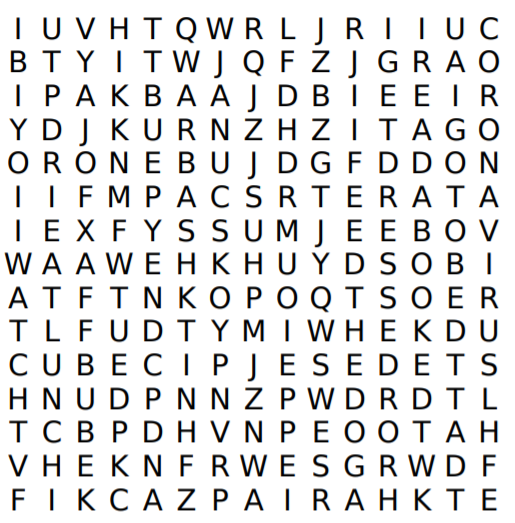 I U V H T Q W R L J R I I U C
B T Y I T W J Q F Z J G R A O
I P A K B A A J D B I E E I R
Y D J K U R N Z H Z I T A G O
O R O N E B U J D G F D D O N
I I F M P A C S R T E R A T A
I E X F Y S S U M J E E B O V
W A A W E H K H U Y D S O B I
A T F T N K O P O Q T S O E R
T L F U D T Y M I W H E K D U
C U B E C I P J E S E D E T S
H N U D P N N Z P W D R D T L
T C B P D H V N P E O O T A H
V H E K N F R W E S G R W D F
F I K C A Z P A I R A H K T E